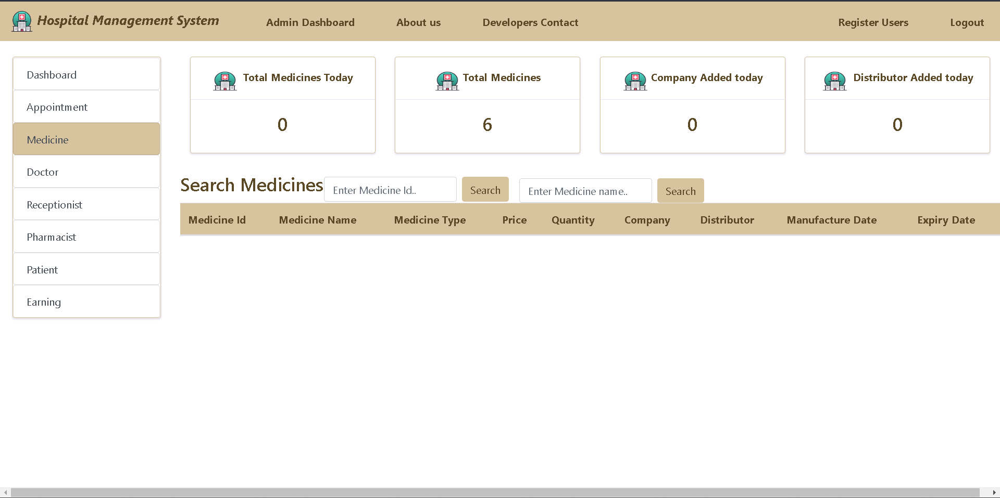 Hospital Management System
Admin Dashboard
About us
Developers Contact
Register Users
Logout
Dashboard
Appointment
Medicine
Doctor
Receptionist
Pharmacist
Patient
Earning
Total Medicines Today
0
Total Medicines
6
Company Added today
0
Distributor Added today
0
Search Medicines
Enter Medicine Id..
Search
Enter Medicine name..
Search
Medicine Id
Medicine Name
Medicine Type
Price
Quantity
Company
Distributor
Manufacture Date
Expiry Date